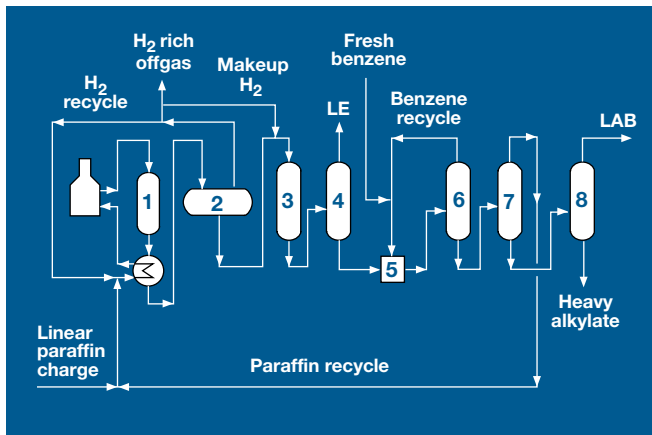 H2 rich
offgas
Makeup
H2
Fresh
benzene
H2
recycle
LE
Benzene
recycle
LAB
1
2
3
4
5
6
7
8
Heavy
alkylate
Linear
paraffin
charge
Paraffin recycle